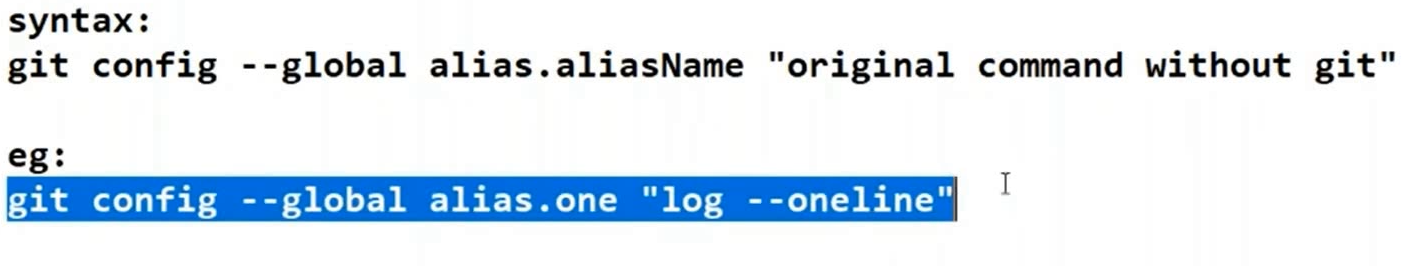 syntax:
git config --global alias.aliasName "original command without git"
eg:
git config --global alias.one "log --oneline"